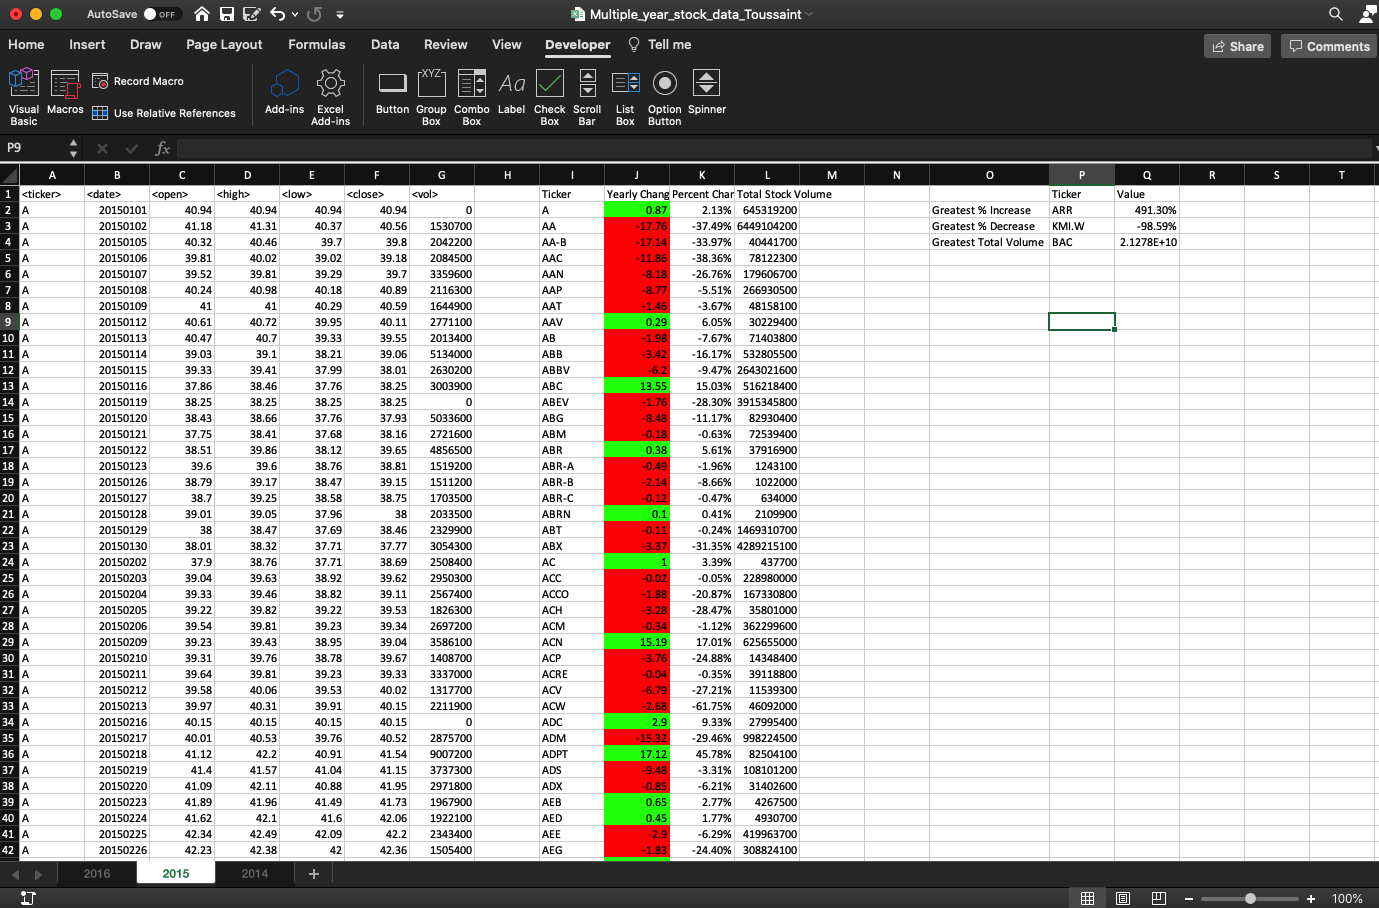 AutoSave OFF Multiple_year_stock_data_Toussaint
Home Insert Draw Page Layout Formulas Data Review View Developer Tell me Share Comments
Visual Basic Macros Record Macro Use Relative References Add-ins Excel Add-ins Button Group Box Combo Box Label Check Box Scroll Bar List Box Option Button Spinner
P9 fx
A B C D E F G H I J K L M N O P Q R S T
1 <ticker> <date> <open> <high> <low> <close> <vol> Ticker Yearly Chang Percent Char Total Stock Volume Ticker Value
2 A 20150101 40.94 40.94 40.94 40.94 0 A 0.87 2.13% 645319200 Greatest % Increase ARR 491.30%
3 A 20150102 41.18 41.31 40.37 40.56 1530700 AA -17.76 -37.49% 6449104200 Greatest % Decrease KMI.W -98.59%
4 A 20150105 40.32 40.46 39.7 39.8 2042200 AA-B -17.14 -33.97% 40441700 Greatest Total Volume BAC 2.1278E+10
5 A 20150106 39.81 40.02 39.02 39.18 2084500 AAC -11.86 -38.36% 78122300
6 A 20150107 39.52 39.81 39.29 39.7 3359600 AAN -8.18 -26.76% 179606700
7 A 20150108 40.24 40.98 40.18 40.89 2116300 AAP -8.77 -5.51% 266930500
8 A 20150109 41 41 40.29 40.59 1644900 AAT -1.46 -3.67% 48158100
9 A 20150112 40.61 40.72 39.95 40.11 2771100 AAV 0.29 6.05% 30229400
10 A 20150113 40.47 40.7 39.33 39.55 2013400 AB -1.98 -7.67% 71403800
11 A 20150114 39.03 39.1 38.21 39.06 5134000 ABB -3.42 -16.17% 532805500
12 A 20150115 39.33 39.41 37.99 38.01 2630200 ABBV -6.2 -9.47% 2643021600
13 A 20150116 37.86 38.46 37.76 38.25 3003900 ABC 13.55 15.03% 516218400
14 A 20150119 38.25 38.25 38.25 38.25 0 ABEV -1.76 -28.30% 3915345800
15 A 20150120 38.43 38.66 37.76 37.93 5033600 ABG -8.48 -11.17% 82930400
16 A 20150121 37.75 38.41 37.68 38.16 2721600 ABM -0.18 -0.63% 72539400
17 A 20150122 38.51 39.86 38.12 39.65 4856500 ABR 0.38 5.61% 37916900
18 A 20150123 39.6 39.6 38.76 38.81 1519200 ABR-A -0.49 -1.96% 1243100
19 A 20150126 38.79 39.17 38.47 39.15 1511200 ABR-B -2.14 -8.66% 1022000
20 A 20150127 38.7 39.25 38.58 38.75 1703500 ABR-C -0.12 -0.47% 634000
21 A 20150128 39.01 39.05 37.96 38 2033500 ABRN 0.1 0.41% 2109900
22 A 20150129 38 38.47 37.69 38.46 2329900 ABT -0.11 -0.24% 1469310700
23 A 20150130 38.01 38.32 37.71 37.77 3054300 ABX -3.37 -31.35% 4289215100
24 A 20150202 37.9 38.76 37.71 38.69 2508400 AC 1 3.39% 437700
25 A 20150203 39.04 39.63 38.92 39.62 2950300 ACC -0.02 -0.05% 228980000
26 A 20150204 39.33 39.46 38.82 39.11 2567400 ACCO -1.88 -20.87% 167330800
27 A 20150205 39.22 39.82 39.22 39.53 1826300 ACH -3.28 -28.47% 35801000
28 A 20150206 39.54 39.81 39.23 39.34 2697200 ACM -0.34 -1.12% 362299600
29 A 20150209 39.23 39.43 38.95 39.04 3586100 ACN 15.19 17.01% 625655000
30 A 20150210 39.31 39.76 38.78 39.67 1408700 ACP -3.76 -24.88% 14348400
31 A 20150211 39.64 39.81 39.23 39.33 3337000 ACRE -0.04 -0.35% 39118800
32 A 20150212 39.58 40.06 39.53 40.02 1317700 ACV -6.79 -27.21% 11539300
33 A 20150213 39.97 40.31 39.91 40.15 2211900 ACW -2.68 -61.75% 46092000
34 A 20150216 40.15 40.15 40.15 40.15 0 ADC 2.9 9.33% 27995400
35 A 20150217 40.01 40.53 39.76 40.52 2875700 ADM -15.32 -29.46% 998224500
36 A 20150218 41.12 42.2 40.91 41.54 9007200 ADPT 17.12 45.78% 82504100
37 A 20150219 41.4 41.57 41.04 41.15 3737300 ADS -9.48 -3.31% 108101200
38 A 20150220 41.09 42.11 40.88 41.95 2971800 ADX -0.85 -6.21% 31402600
39 A 20150223 41.89 41.96 41.49 41.73 1967900 AEB 0.65 2.77% 4267500
40 A 20150224 41.62 42.1 41.6 42.06 1922100 AED 0.45 1.77% 4930700
41 A 20150225 42.34 42.49 42.09 42.2 2343400 AEE -2.9 -6.29% 419963700
42 A 20150226 42.23 42.38 42 42.36 1505400 AEG -1.83 -24.40% 308824100
2016 2015 2014 +
100%